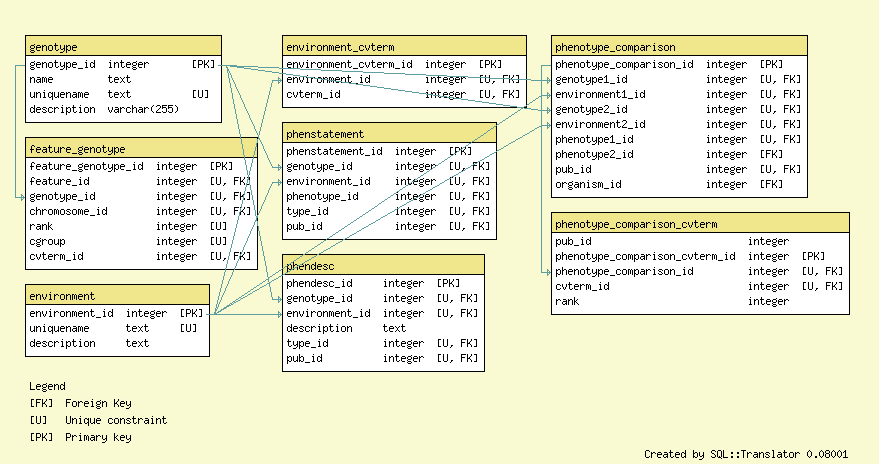 genotype
genotype_id integer [PK]
name text
uniquename text [U]
description varchar(255)
feature_genotype
feature_genotype_id integer [PK]
feature_id integer [U, FK]
genotype_id integer [U, FK]
chromosome_id integer [U, FK]
rank integer [U]
cgroup integer [U]
cvterm_id integer [U, FK]
environment
environment_id integer [PK]
uniquename text [U]
description text
environment_cvterm
environment_cvterm_id integer [PK]
environment_id integer [U, FK]
cvterm_id integer [U, FK]
phenstatement
phenstatement_id integer [PK]
genotype_id integer [U, FK]
environment_id integer [U, FK]
phenotype_id integer [U, FK]
type_id integer [U, FK]
pub_id integer [U, FK]
phendesc
phendesc_id integer [PK]
genotype_id integer [U, FK]
environment_id integer [U, FK]
description text
type_id integer [U, FK]
pub_id integer [U, FK]
phenotype_comparison
phenotype_comparison_id integer [PK]
genotype1_id integer [U, FK]
environment1_id integer [U, FK]
genotype2_id integer [U, FK]
environment2_id integer [U, FK]
phenotype1_id integer [U, FK]
phenotype2_id integer [FK]
pub_id integer [U, FK]
organism_id integer [FK]
phenotype_comparison_cvterm
pub_id integer
phenotype_comparison_cvterm_id integer [PK]
phenotype_comparison_id integer [U, FK]
cvterm_id integer [U, FK]
rank integer
Legend
[FK] Foreign Key
[U] Unique constraint
[PK] Primary key
Created by SQL::Translator 0.08001